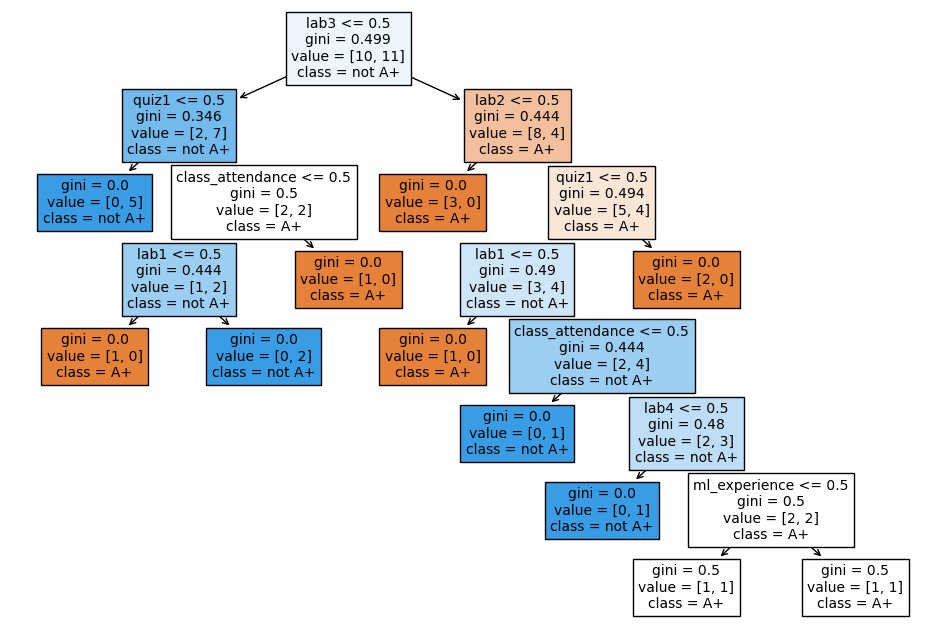 lab3 <= 0.5
gini = 0.499
value = [10, 11]
class = not A+
quiz1 <= 0.5
gini = 0.346
value = [2, 7]
class = not A+
lab2 <= 0.5
gini = 0.444
value = [8, 4]
class = A+
gini = 0.0
value = [0, 5]
class = not A+
class_attendance <= 0.5
gini = 0.5
value = [2, 2]
class = A+
gini = 0.0
value = [3, 0]
class = A+
quiz1 <= 0.5
gini = 0.494
value = [5, 4]
class = A+
lab1 <= 0.5
gini = 0.444
value = [1, 2]
class = not A+
gini = 0.0
value = [1, 0]
class = A+
lab1 <= 0.5
gini = 0.49
value = [3, 4]
class = not A+
gini = 0.0
value = [2, 0]
class = A+
gini = 0.0
value = [1, 0]
class = A+
gini = 0.0
value = [0, 2]
class = not A+
gini = 0.0
value = [1, 0]
class = A+
class_attendance <= 0.5
gini = 0.444
value = [2, 4]
class = not A+
gini = 0.0
value = [0, 1]
class = not A+
lab4 <= 0.5
gini = 0.48
value = [2, 3]
class = not A+
gini = 0.0
value = [0, 1]
class = not A+
ml_experience <= 0.5
gini = 0.5
value = [2, 2]
class = A+
gini = 0.5
value = [1, 1]
class = A+
gini = 0.5
value = [1, 1]
class = A+